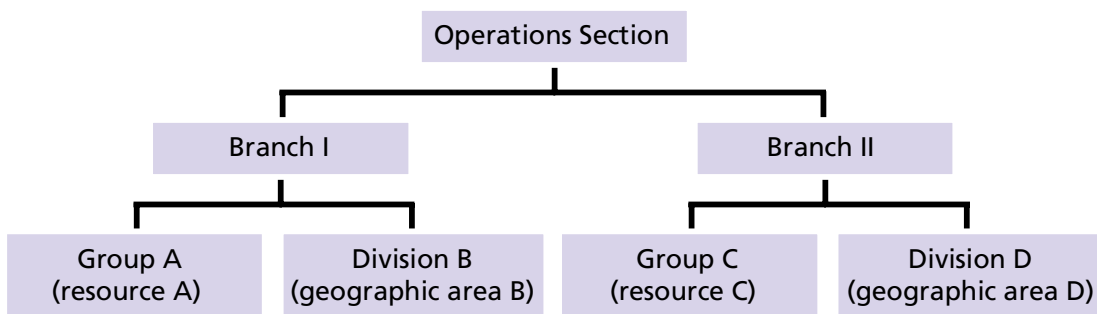 Operations Section
Branch I
Branch II
Group A
(resource A)
Division B
(geographic area B)
Group C
(resource C)
Division D
(geographic area D)